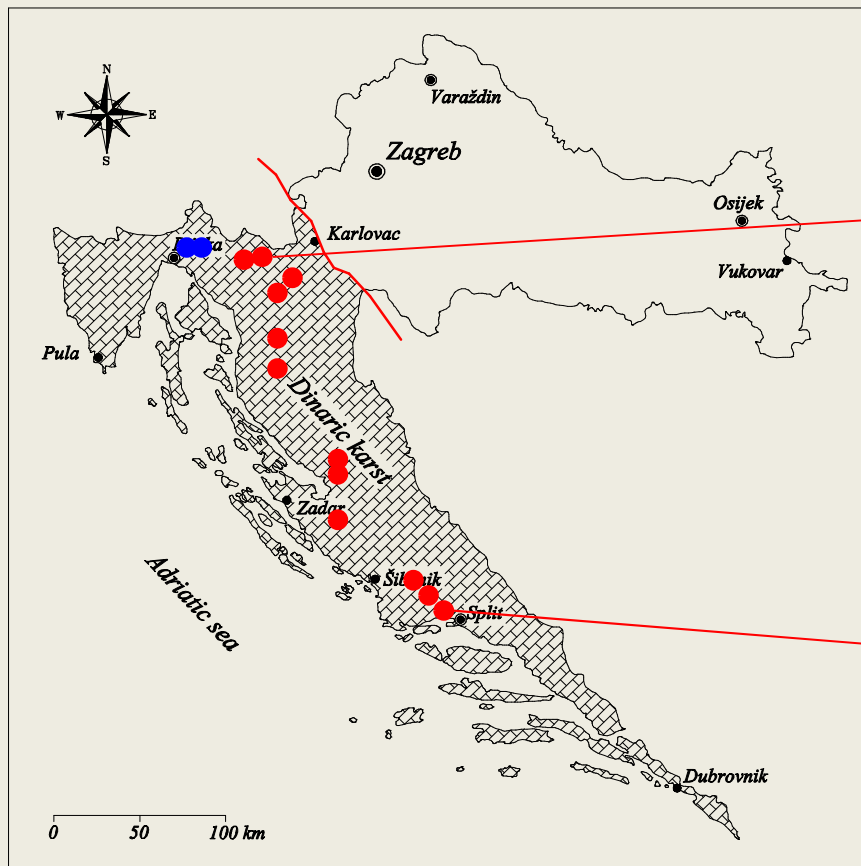 N
W E
S
Varaždin
Zagreb
Osijek
Karlovac
Vukovar
Pula
Dinaric karst
Zadar
Adriatic sea
Split
Dubrovnik
0 50 100 km